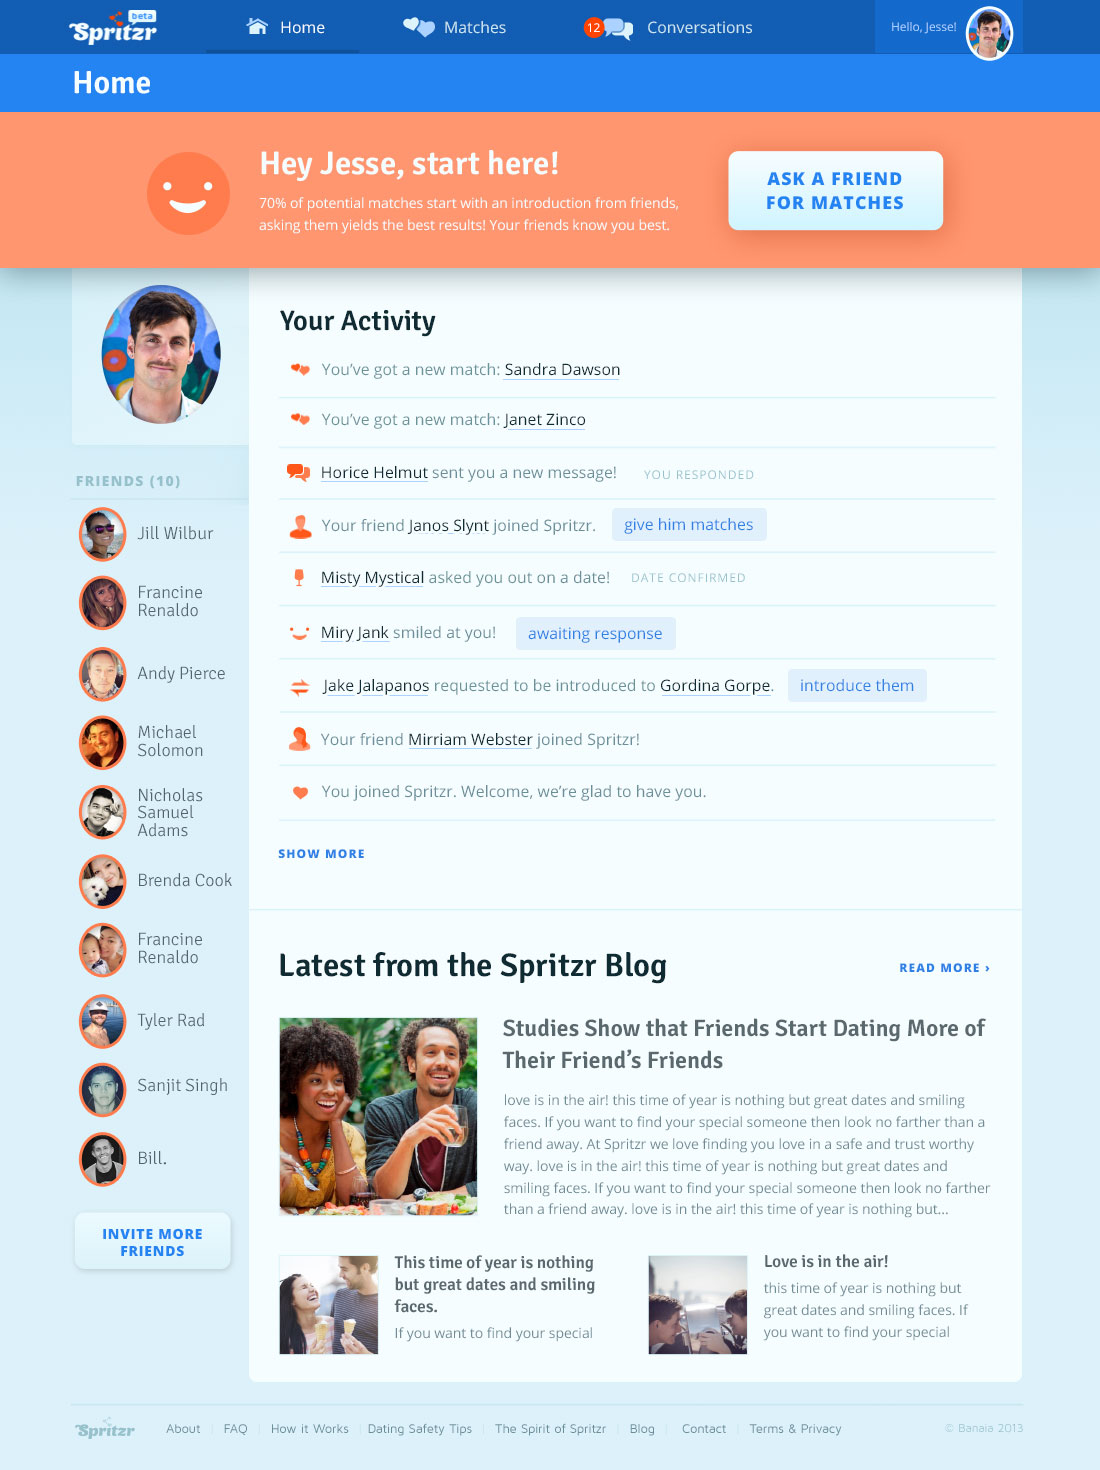 Spritzr
beta
Home
Matches
12
Conversations
Hello, Jesse!
Home
Hey Jesse, start here!
70% of potential matches start with an introduction from friends,
asking them yields the best results! Your friends know you best.
ASK A FRIEND
FOR MATCHES
FRIENDS (10)
Jill Wilbur
Francine
Renaldo
Andy Pierce
Michael
Solomon
Nicholas
Samuel
Adams
Brenda Cook
Francine
Renaldo
Tyler Rad
Sanjit Singh
Bill.
INVITE MORE
FRIENDS
Your Activity
You've got a new match: Sandra Dawson
You've got a new match: Janet Zinco
Horice Helmut sent you a new message! YOU RESPONDED
Your friend Janos Slynt joined Spritzr. give him matches
Misty Mystical asked you out on a date! DATE CONFIRMED
Miry Jank smiled at you! awaiting response
Jake Jalapanos requested to be introduced to Gordina Gorpe. introduce them
Your friend Mirriam Webster joined Spritzr!
You joined Spritzr. Welcome, we're glad to have you.
SHOW MORE
Latest from the Spritzr Blog
READ MORE ›
Studies Show that Friends Start Dating More of
Their Friend's Friends
love is in the air! this time of year is nothing but great dates and smiling
faces. If you want to find your special someone then look no farther than a
friend away. At Spritzr we love finding you love in a safe and trust worthy
way. love is in the air! this time of year is nothing but great dates and
smiling faces. If you want to find your special someone then look no farther
than a friend away. love is in the air! this time of year is nothing but...
This time of year is nothing
but great dates and smiling
faces.
If you want to find your special
Love is in the air!
this time of year is nothing but
great dates and smiling faces. If
you want to find your special
Spritzr
About | FAQ | How it Works | Dating Safety Tips | The Spirit of Spritzr | Blog | Contact | Terms & Privacy
© Banaia 2013